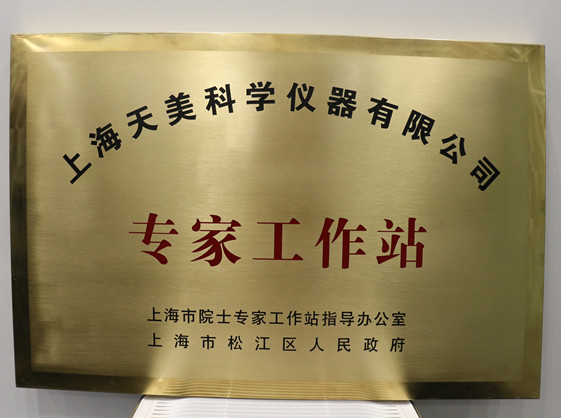 上海天美科学仪器有限公司
专家工作站
上海市院士专家工作站指导办公室
上海市松江区人民政府